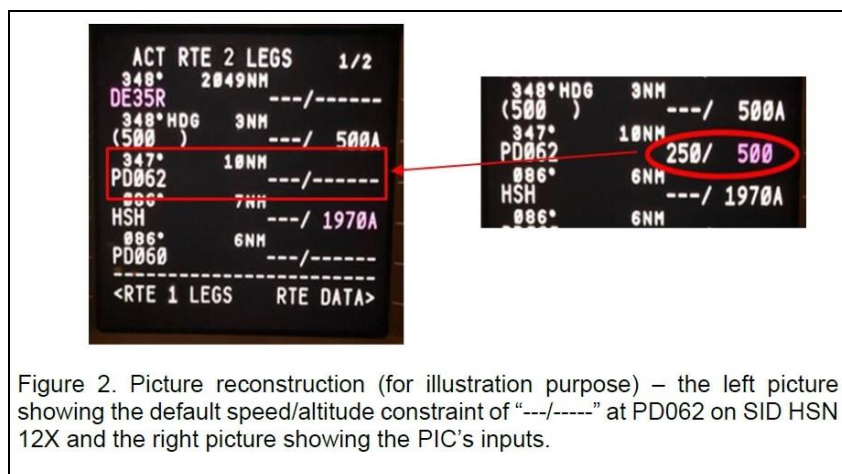 ACT RTE 2 LEGS 1/2
348° 2049NM
DE35R ---/------
348°HDG 3NM
(500 ) ---/ 500A
347° 10NM
PD062 ---/------
086° 7NM
HSH ---/ 1970A
086° 6NM
PD060 ---/------
--------------------------
<RTE 1 LEGS RTE DATA>
348°HDG 3NM
(500 ) ---/ 500A
347° 10NM
PD062 250/ 500
086° 6NM
HSH ---/ 1970A
086° 6NM
Figure 2. Picture reconstruction (for illustration purpose) – the left picture
showing the default speed/altitude constraint of “---/-----” at PD062 on SID HSN
12X and the right picture showing the PIC’s inputs.